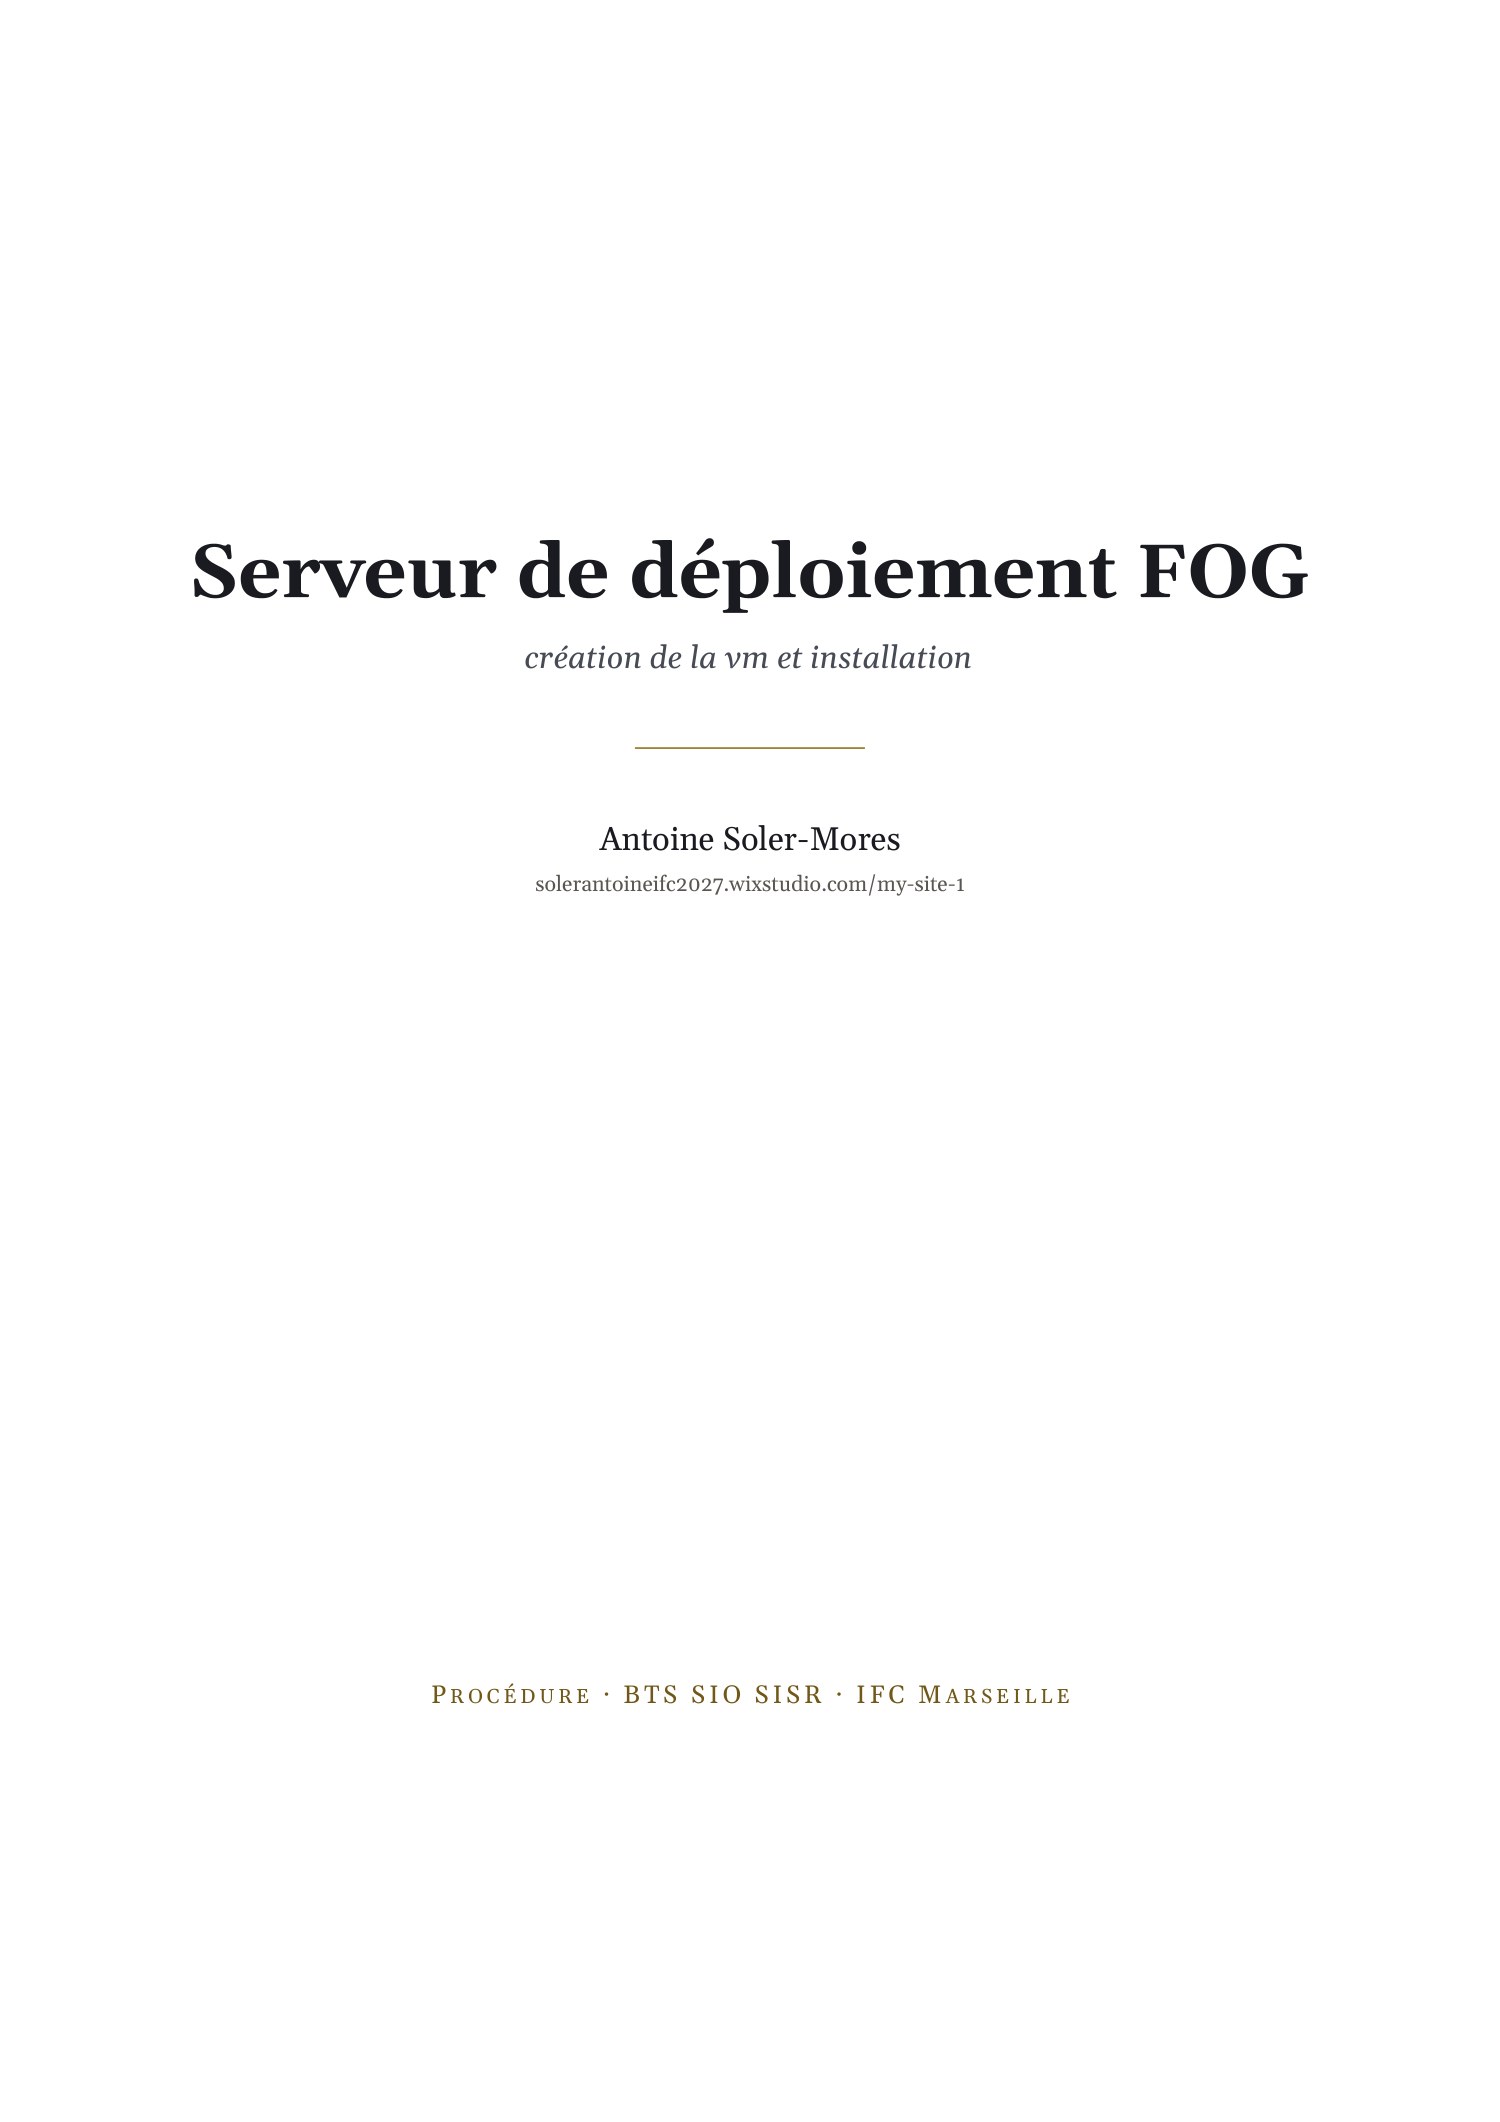 Serveur de déploiement FOG
création de la vm et installation
Antoine Soler-Mores
solerantoineifc2027.wixstudio.com/my-site-1
Procédure · BTS SIO SISR · IFC Marseille